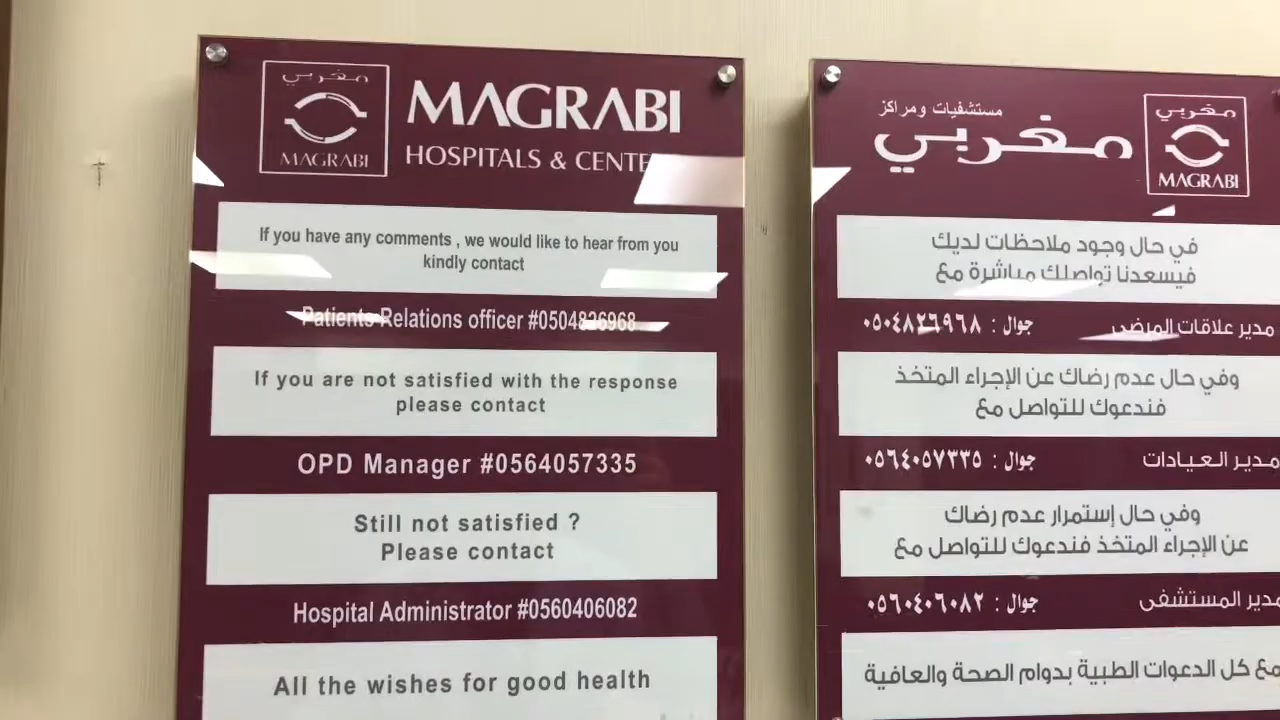 مغربي
MAGRABI
MAGRABI
HOSPITALS & CENTE
If you have any comments , we would like to hear from you
kindly contact
Patients Relations officer #0504826968
If you are not satisfied with the response
please contact
OPD Manager #0564057335
Still not satisfied ?
Please contact
Hospital Administrator #0560406082
All the wishes for good health
مستشفيات ومراكز
مغربي
مغربي
MAGRABI
في حال وجود ملاحظات لديك
فيسعدنا تواصلك مباشرة مع
مدير علاقات المرضى جوال : ٠٥٠٤٨٢٦٩٦٨
وفي حال عدم رضاك عن الإجراء المتخذ
فندعوك للتواصل مع
مدير العيادات جوال : ٠٥٦٤٠٥٧٣٣٥
وفي حال إستمرار عدم رضاك
عن الإجراء المتخذ فندعوك للتواصل مع
مدير المستشفى جوال : ٠٥٦٠٤٠٦٠٨٢
مع كل الدعوات الطبية بدوام الصحة والعافية